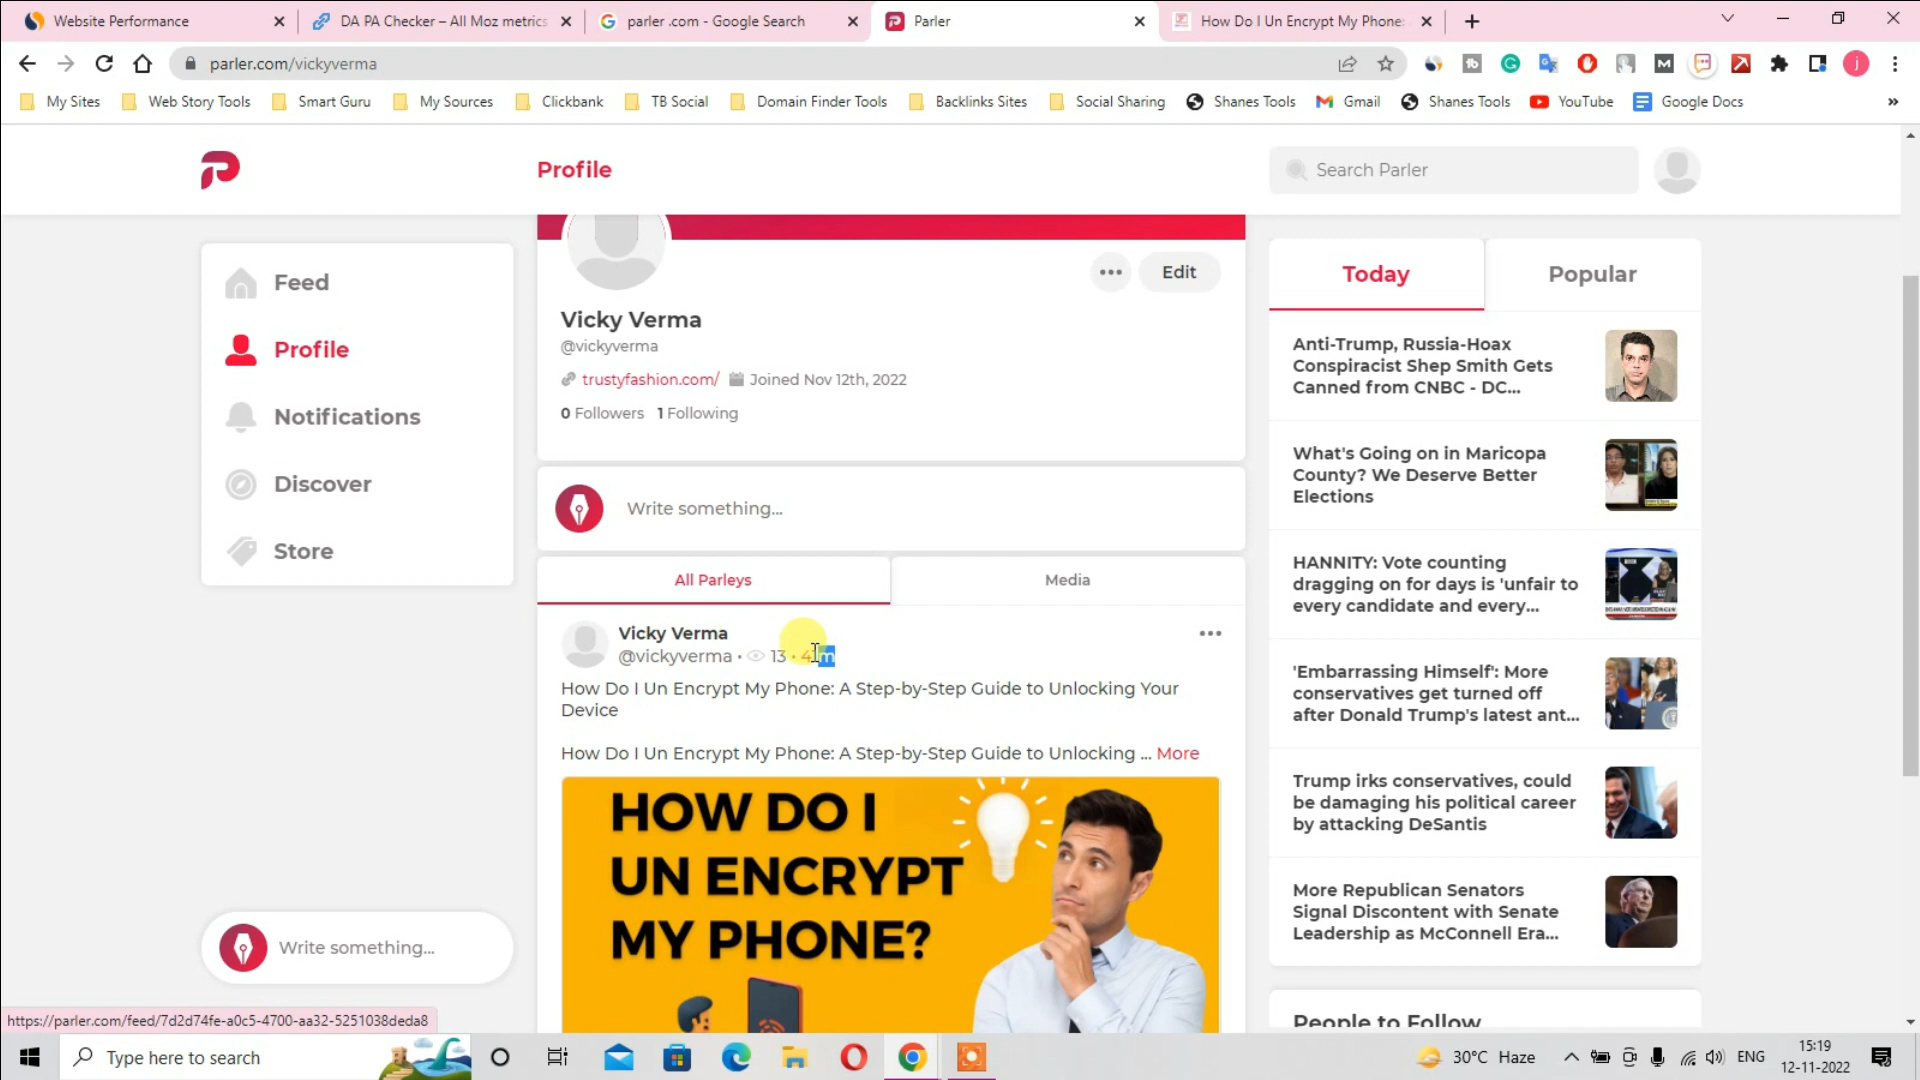 Website Performance
DA PA Checker – All Moz metrics
parler .com - Google Search
Parler
How Do I Un Encrypt My Phone:
parler.com/vickyverma
My Sites
Web Story Tools
Smart Guru
My Sources
Clickbank
TB Social
Domain Finder Tools
Backlinks Sites
Social Sharing
Shanes Tools
Gmail
Shanes Tools
YouTube
Google Docs
Profile
Search Parler
Feed
Profile
Notifications
Discover
Store
Write something...
Edit
Vicky Verma
@vickyverma
trustyfashion.com/ Joined Nov 12th, 2022
0 Followers 1 Following
Write something...
All Parleys
Media
Vicky Verma
@vickyverma • 13 •
How Do I Un Encrypt My Phone: A Step-by-Step Guide to Unlocking Your
Device
How Do I Un Encrypt My Phone: A Step-by-Step Guide to Unlocking ... More
HOW DO I
UN ENCRYPT
MY PHONE?
Today
Popular
Anti-Trump, Russia-Hoax
Conspiracist Shep Smith Gets
Canned from CNBC - DC...
What's Going on in Maricopa
County? We Deserve Better
Elections
HANNITY: Vote counting
dragging on for days is 'unfair to
every candidate and every...
'Embarrassing Himself': More
conservatives get turned off
after Donald Trump's latest ant...
Trump irks conservatives, could
be damaging his political career
by attacking DeSantis
More Republican Senators
Signal Discontent with Senate
Leadership as McConnell Era...
People to Follow
https://parler.com/feed/7d2d74fe-a0c5-4700-aa32-5251038deda8
Type here to search
30°C Haze
ENG
15:19
12-11-2022